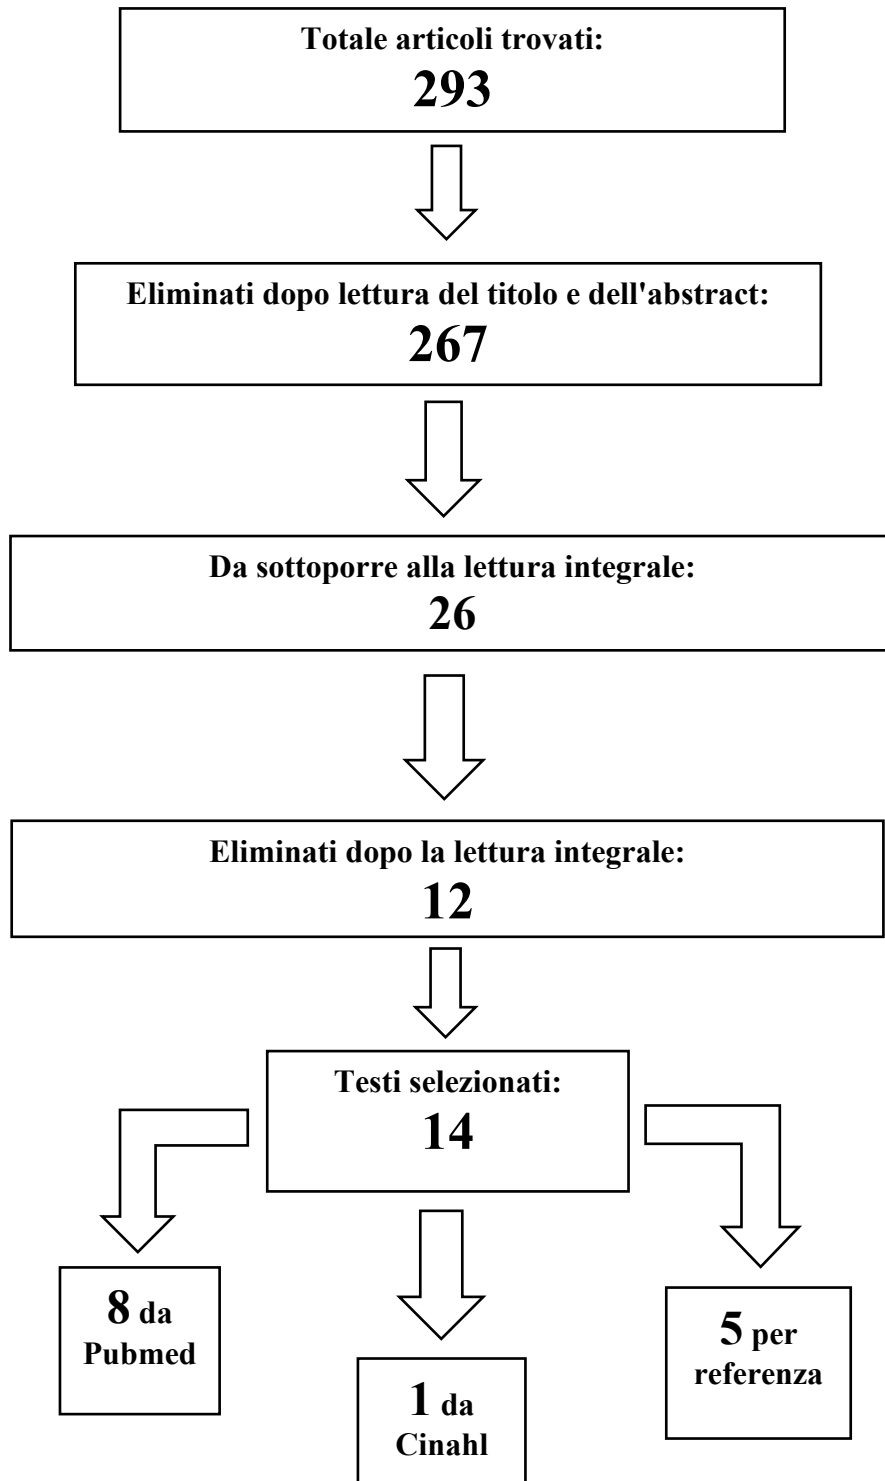 Totale articoli trovati:
293
Eliminati dopo lettura del titolo e dell'abstract:
267
Da sottoporre alla lettura integrale:
26
Eliminati dopo la lettura integrale:
12
Testi selezionati:
14
8 da
Pubmed
1 da
Cinahl
5 per
referenza